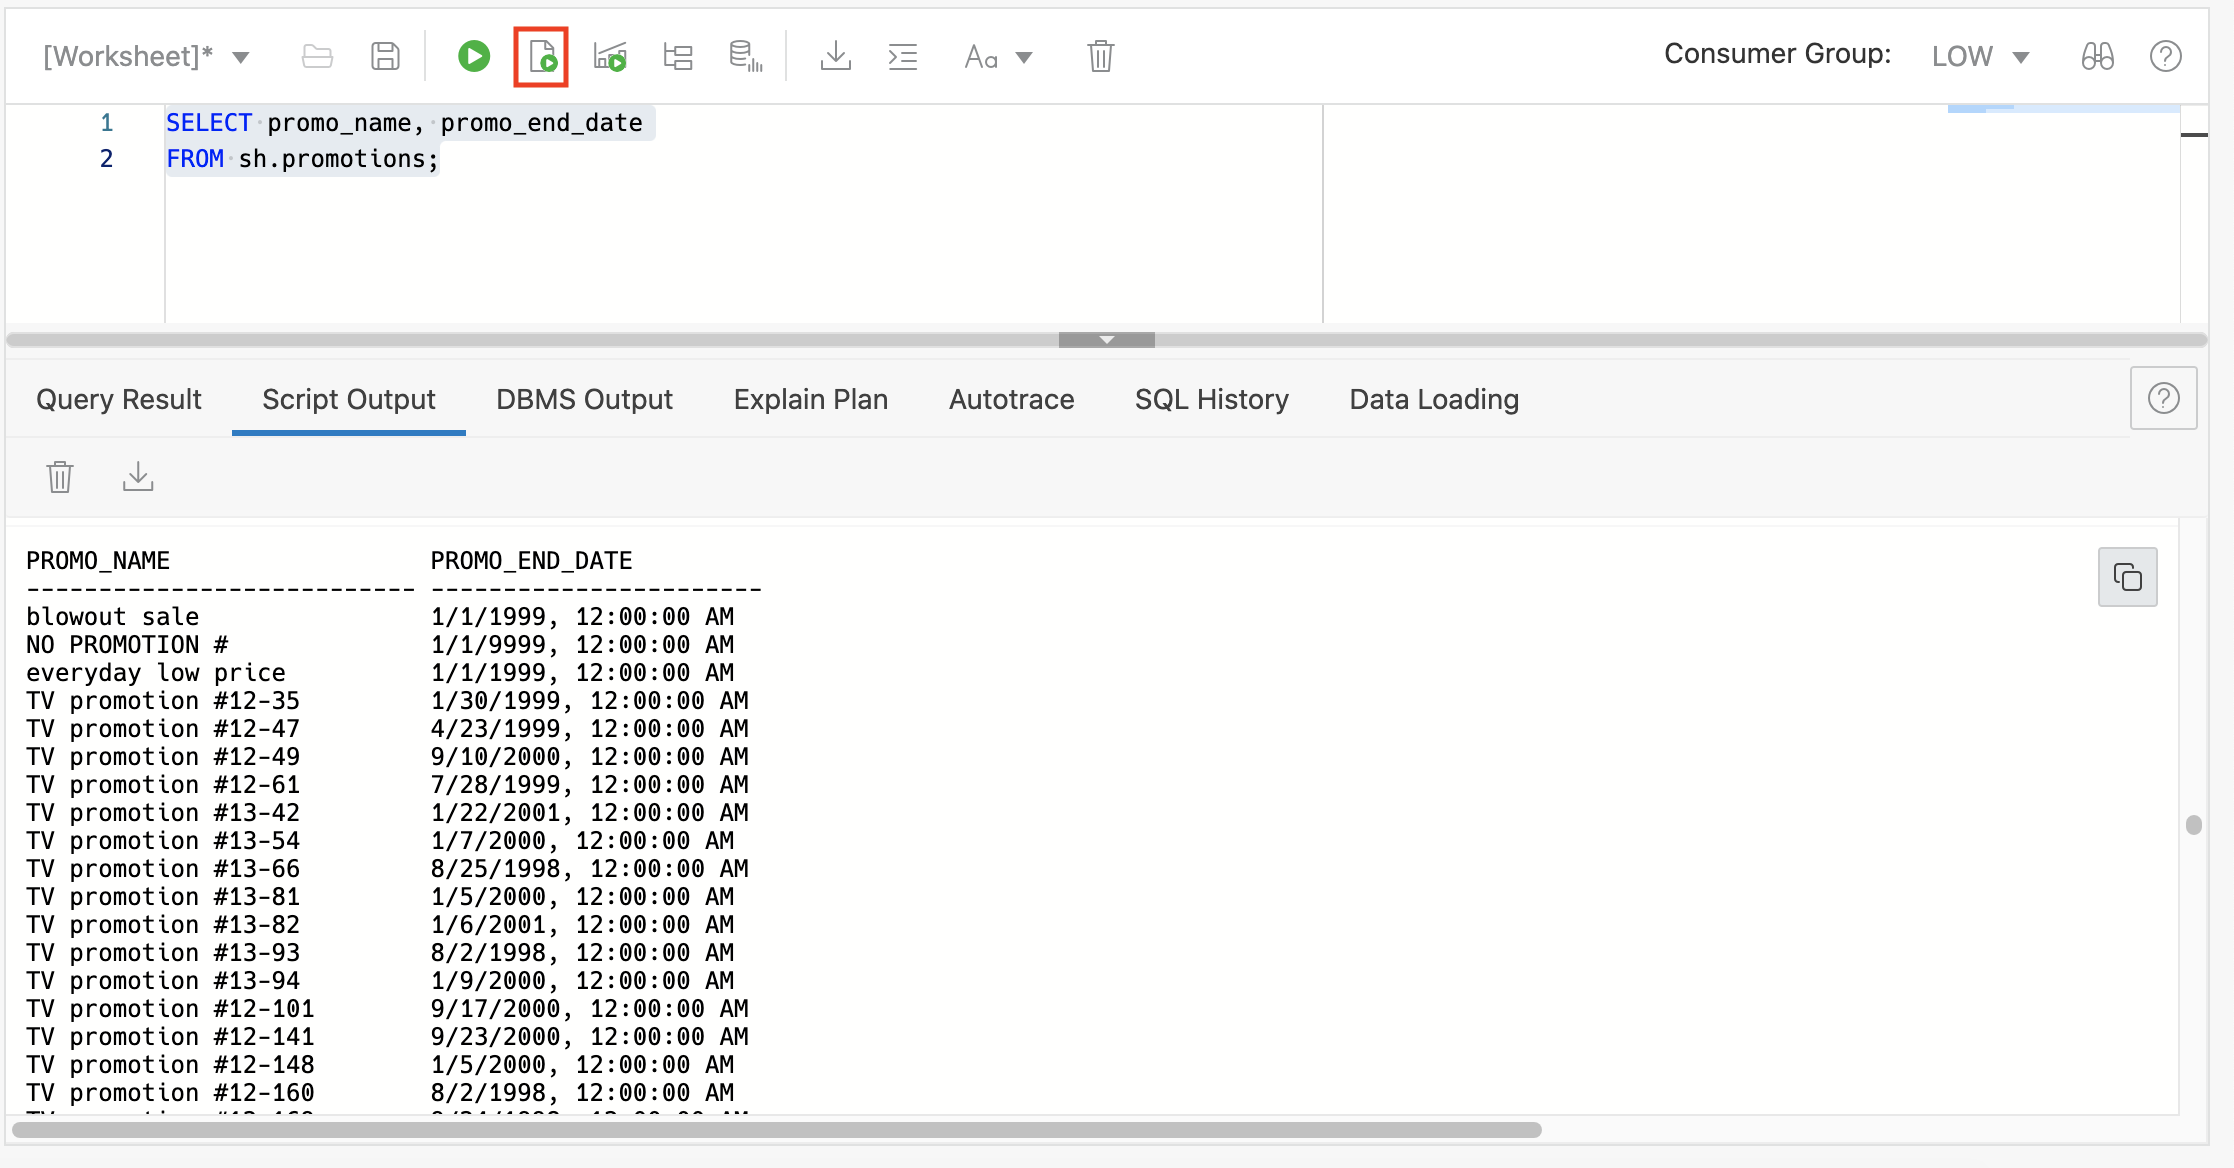 [Worksheet]* Aa Consumer Group: LOW
1 SELECT promo_name, promo_end_date
2 FROM sh.promotions;
Query Result Script Output DBMS Output Explain Plan Autotrace SQL History Data Loading
PROMO_NAME PROMO_END_DATE
--------------------------- -----------------------
blowout sale 1/1/1999, 12:00:00 AM
NO PROMOTION # 1/1/9999, 12:00:00 AM
everyday low price 1/1/1999, 12:00:00 AM
TV promotion #12-35 1/30/1999, 12:00:00 AM
TV promotion #12-47 4/23/1999, 12:00:00 AM
TV promotion #12-49 9/10/2000, 12:00:00 AM
TV promotion #12-61 7/28/1999, 12:00:00 AM
TV promotion #13-42 1/22/2001, 12:00:00 AM
TV promotion #13-54 1/7/2000, 12:00:00 AM
TV promotion #13-66 8/25/1998, 12:00:00 AM
TV promotion #13-81 1/5/2000, 12:00:00 AM
TV promotion #13-82 1/6/2001, 12:00:00 AM
TV promotion #13-93 8/2/1998, 12:00:00 AM
TV promotion #13-94 1/9/2000, 12:00:00 AM
TV promotion #12-101 9/17/2000, 12:00:00 AM
TV promotion #12-141 9/23/2000, 12:00:00 AM
TV promotion #12-148 1/5/2000, 12:00:00 AM
TV promotion #12-160 8/2/1998, 12:00:00 AM